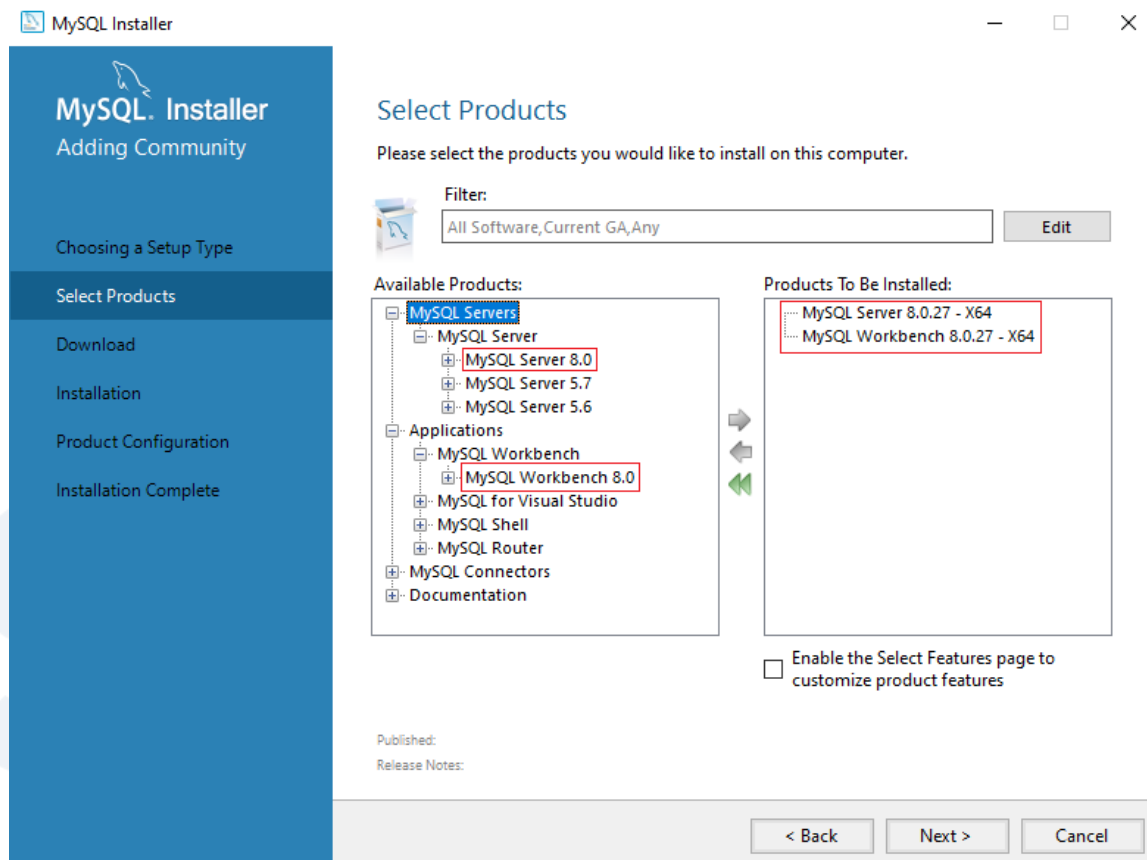 MySQL Installer
MySQL. Installer
Adding Community
Choosing a Setup Type
Select Products
Download
Installation
Product Configuration
Installation Complete
Select Products
Please select the products you would like to install on this computer.
Filter:
All Software,Current GA,Any
Edit
Available Products:
MySQL Servers
MySQL Server
MySQL Server 8.0
MySQL Server 5.7
MySQL Server 5.6
Applications
MySQL Workbench
MySQL Workbench 8.0
MySQL for Visual Studio
MySQL Shell
MySQL Router
MySQL Connectors
Documentation
Products To Be Installed:
MySQL Server 8.0.27 - X64
MySQL Workbench 8.0.27 - X64
Enable the Select Features page to
customize product features
Published:
Release Notes:
< Back
Next >
Cancel